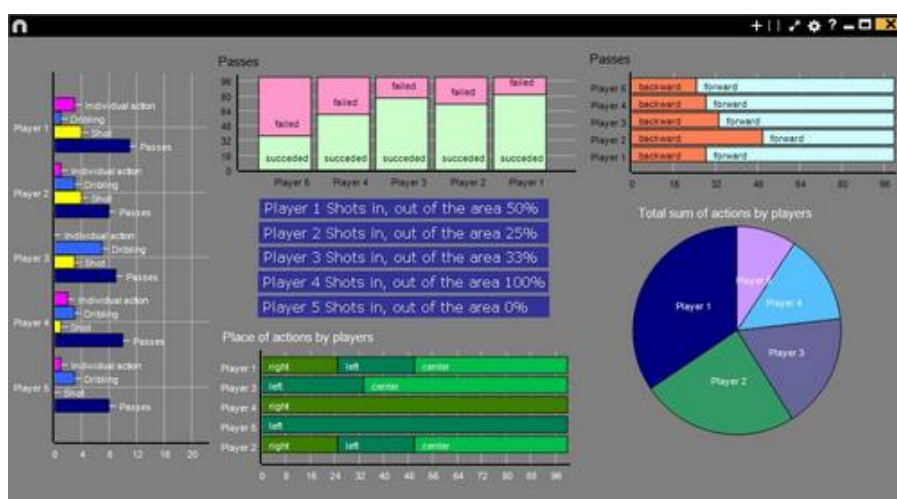 Player 1
Individual action
Dribling
Shot
Passes
Player 2
Individual action
Dribling
Shot
Passes
Player 3
Individual action
Dribling
Shot
Passes
Player 4
Individual action
Dribling
Shot
Passes
Player 5
Individual action
Dribling
Shot
Passes
0 4 8 12 16 20
Passes
96
80
64
48
32
16
0
failed failed failed failed failed
succeded succeded succeded succeded succeded
Player 4 Player 3 Player 2 Player 1
Player 1 Shots in, out of the area 50%
Player 2 Shots in, out of the area 25%
Player 3 Shots in, out of the area 33%
Player 4 Shots in, out of the area 100%
Player 5 Shots in, out of the area 0%
Place of actions by players
Player 1 right left center
Player 3 left center
Player 4 right
Player left
Player 2 right left center
0 8 16 24 32 40 48 56 64 72 80 88 96
Passes
Player backward forward
Player 4 backward forward
Player 3 backward forward
Player 2 backward forward
Player 1 backward forward
0 16 32 48 64 80 96
Total sum of actions by players
Player 1
Player 4
Player 3
Player 2